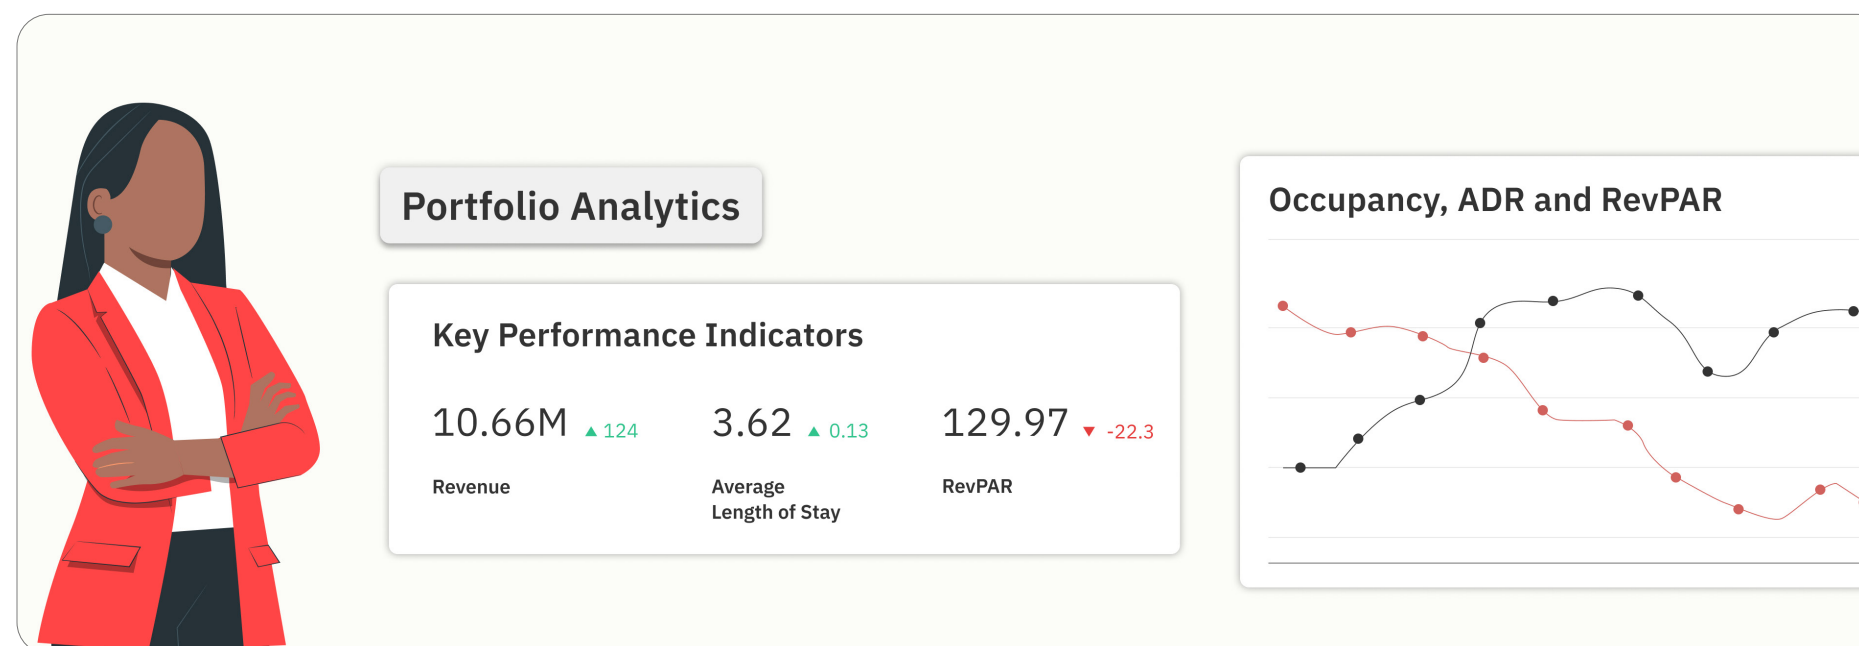 Portfolio Analytics
Key Performance Indicators
10.66M ▲ 124
Revenue
3.62 ▲ 0.13
Average
Length of Stay
129.97 ▼ -22.3
RevPAR
Occupancy, ADR and RevPAR